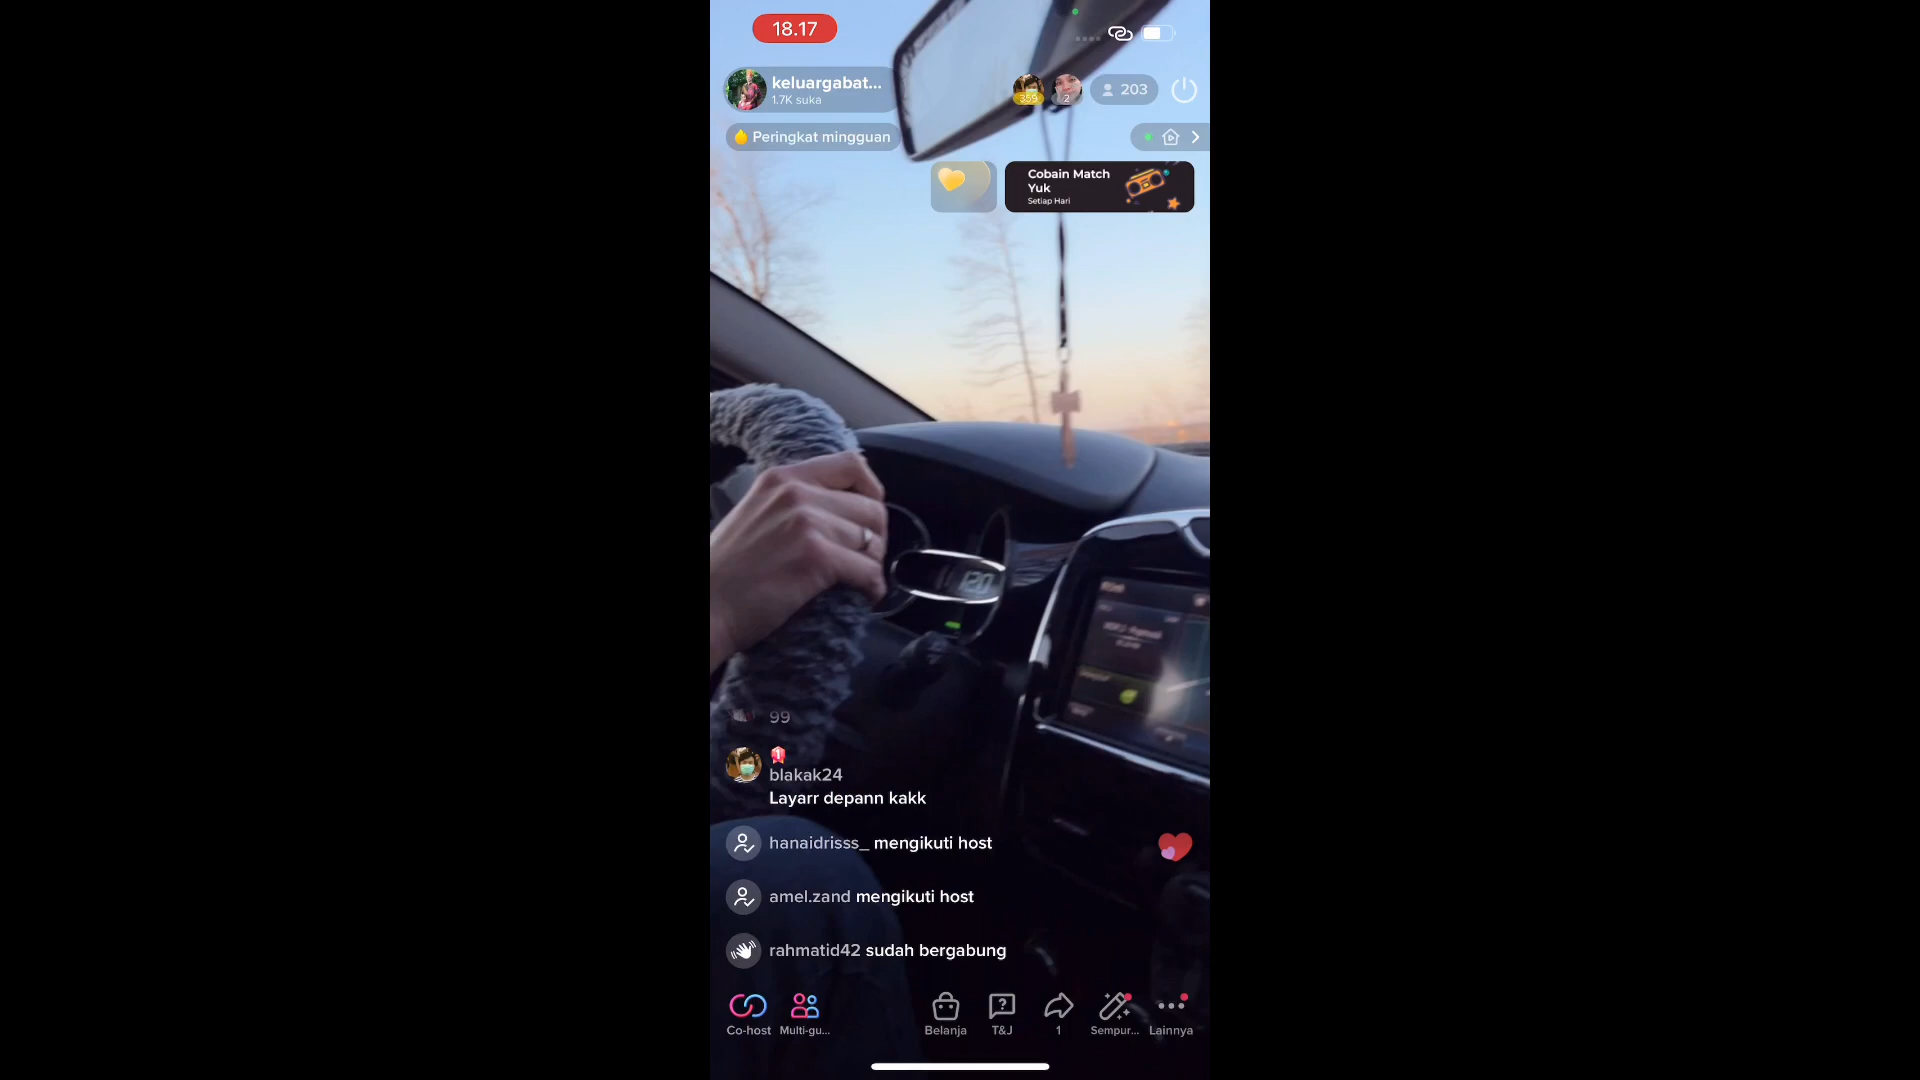 18.17
keluargabat...
1.7K suka
359
2
203
Peringkat mingguan
Cobain Match
Yuk
Setiap Hari
120
99
1
blakak24
Layarr depann kakk
hanaidrisss_ mengikuti host
amel.zand mengikuti host
rahmatid42 sudah bergabung
Co-host
Multi-gu...
Belanja
T&J
1
Sempur...
Lainnya